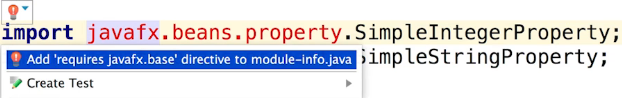 import javafx.beans.property.SimpleIntegerProperty;
SimpleStringProperty;
Add 'requires javafx.base' directive to module-info.java
Create Test